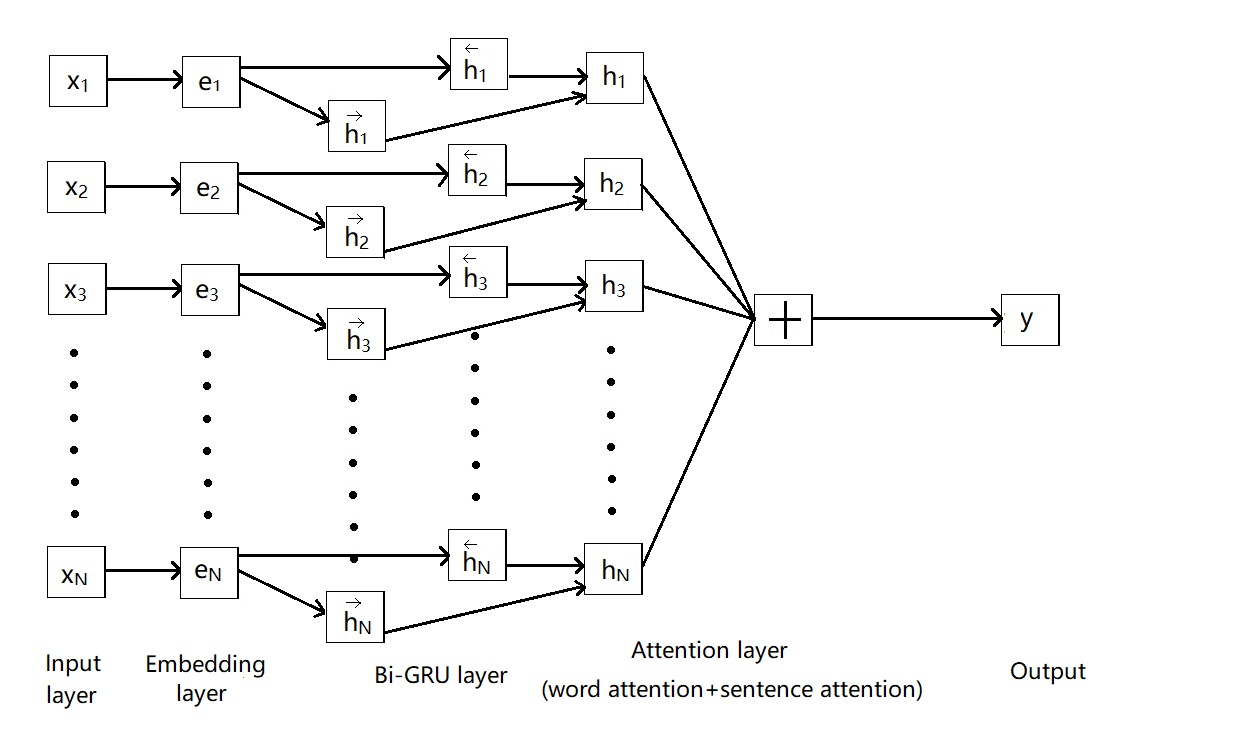 x₁ e₁ h₁← h₁
h₁→
x₂ e₂ h₂← h₂
h₂→
x₃ e₃ h₃← h₃
h₃→
+ y
xN eN hN← hN
hN→
Input
layer
Embedding
layer
Bi-GRU layer
Attention layer
(word attention+sentence attention)
Output